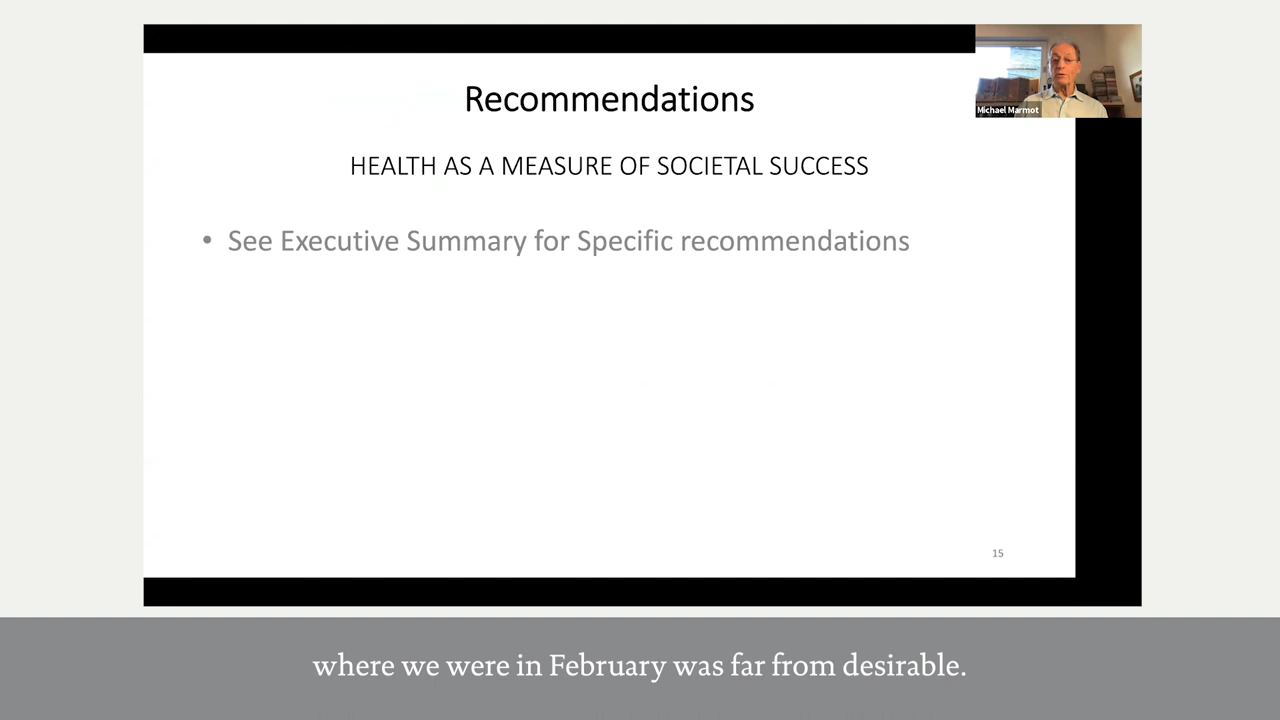 Recommendations
Michael Marmot
HEALTH AS A MEASURE OF SOCIETAL SUCCESS
• See Executive Summary for Specific recommendations
15
where we were in February was far from desirable.